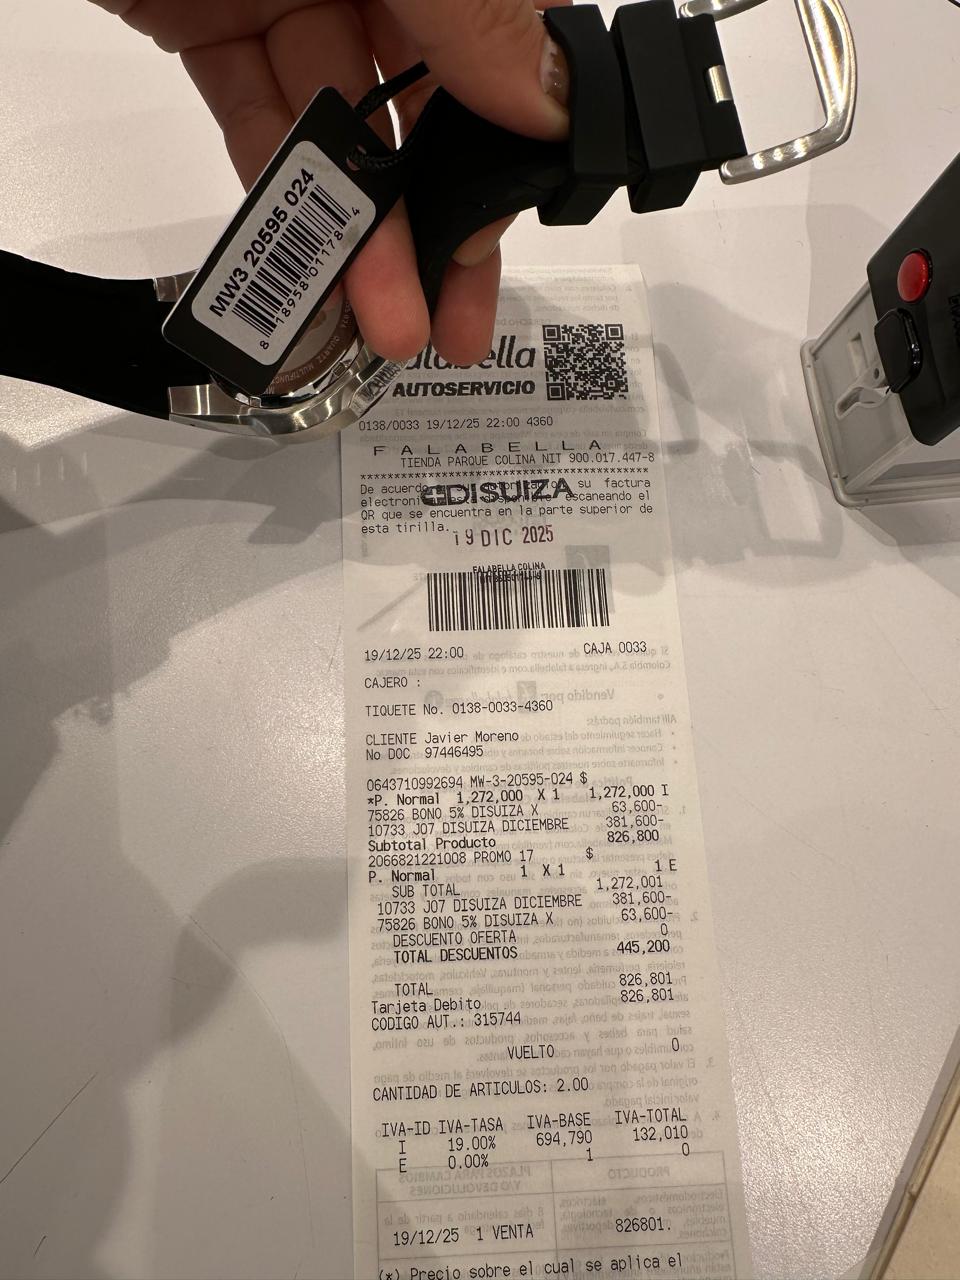 MW3 20595 024
8 18958 01178 4
QUARTZ MULTIFUNC
alabella
AUTOSERVICIO
0138/0033 19/12/25 22:00 4360
F A L A B E L L A
TIENDA PARQUE COLINA NIT 900.017.447-8
****************************************************
De acuerdo su factura
electronica esta disponible escaneando el
QR que se encuentra en la parte superior de
esta tirilla.
EDISUIZA
19 DIC 2025
FALABELLA COLINA
19/12/25 22:00 CAJA 0033
CAJERO :
TIQUETE No. 0138-0033-4360
CLIENTE Javier Moreno
No DOC 97446495
0643710992694 MW-3-20595-024 $
*P. Normal 1,272,000 X 1 1,272,000 I
75826 BONO 5% DISUIZA X 63,600-
10733 J07 DISUIZA DICIEMBRE 381,600-
Subtotal Producto 826,800
2066821221008 PROMO 17 $
P. Normal 1 X 1 1 E
SUB TOTAL 1,272,001
10733 J07 DISUIZA DICIEMBRE 381,600-
75826 BONO 5% DISUIZA X 63,600-
DESCUENTO OFERTA 0
TOTAL DESCUENTOS 445,200
TOTAL 826,801
Tarjeta Debito 826,801
CODIGO AUT.: 315744
VUELTO 0
CANTIDAD DE ARTICULOS: 2.00
IVA-ID IVA-TASA IVA-BASE IVA-TOTAL
I 19.00% 694,790 132,010
E 0.00% 1 0
19/12/25 1 VENTA 826801.
(*) Precio sobre el cual se aplica el